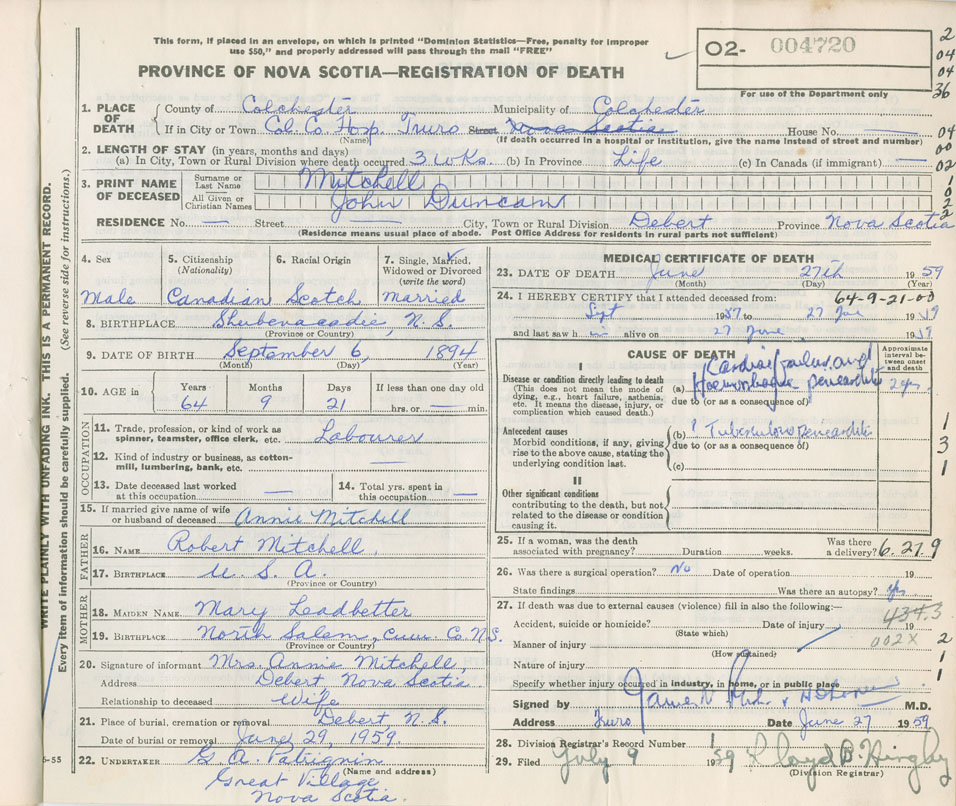 This form, if placed in an envelope, on which is printed "Dominion Statistics—Free, penalty for improper
use $50," and properly addressed will pass through the mail "FREE"
O2- 004720
PROVINCE OF NOVA SCOTIA—REGISTRATION OF DEATH
For use of the Department only
2
04
04
36
04
00
02
1
0
2
2
WRITE PLAINLY WITH UNFADING INK. THIS IS A PERMANENT RECORD.
Every item of information should be carefully supplied. (See reverse side for instructions.)
1. PLACE OF DEATH
County of Colchester Municipality of Colchester
If in City or Town Col. Co. Hosp. Truro Street Nova Scotia House No.
(Name) (If death occurred in a hospital or institution, give the name instead of street and number)
2. LENGTH OF STAY (in years, months and days)
(a) In City, Town or Rural Division where death occurred 3 wks. (b) In Province Life (c) In Canada (if immigrant) —
3. PRINT NAME OF DECEASED
Surname or Last Name Mitchell
All Given or Christian Names John Duncan
RESIDENCE No. — Street — City, Town or Rural Division Debert Province Nova Scotia
(Residence means usual place of abode. Post Office Address for residents in rural parts not sufficient)
4. Sex
Male
5. Citizenship (Nationality)
Canadian
6. Racial Origin
Scotch
7. Single, Married, Widowed or Divorced (write the word)
Married
8. BIRTHPLACE Shubenacadie, N.S.
(Province or Country)
9. DATE OF BIRTH September 6, 1894
(Month) (Day) (Year)
10. AGE in
Years Months Days If less than one day old
64 9 21 hrs. or — min.
OCCUPATION
11. Trade, profession, or kind of work as spinner, teamster, office clerk, etc. Labourer
12. Kind of industry or business, as cotton-mill, lumbering, bank, etc. —
13. Date deceased last worked at this occupation —
14. Total yrs. spent in this occupation —
15. If married give name of wife or husband of deceased Annie Mitchell
FATHER
16. NAME Robert Mitchell
17. BIRTHPLACE U. S. A.
(Province or Country)
MOTHER
18. MAIDEN NAME Mary Leadbetter
19. BIRTHPLACE North Salem, Co. N.S.
(Province or Country)
20. Signature of informant Mrs. Annie Mitchell,
Address Debert, Nova Scotia
Relationship to deceased Wife
21. Place of burial, cremation or removal Debert, N.S.
Date of burial or removal June 29, 1959.
22. UNDERTAKER G. A.
(Name and address)
Great Village
Nova Scotia.
6-55
MEDICAL CERTIFICATE OF DEATH
23. DATE OF DEATH June 27th 1959
(Month) (Day) (Year)
24. I HEREBY CERTIFY that I attended deceased from: 64-9-21-00
Sept 1957 to 27 June 1959
and last saw him alive on 27 June 1959
CAUSE OF DEATH
Approximate interval between onset and death
I
Disease or condition directly leading to death
(This does not mean the mode of dying, e.g., heart failure, asthenia, etc. It means the disease, injury, or complication which caused death.)
(a) Cardiac failure and
Haemorrhagic pericarditis 2 yrs.
due to (or as a consequence of)
Antecedent causes
Morbid conditions, if any, giving rise to the above cause, stating the underlying condition last.
(b) ? Tuberculous pericarditis
due to (or as a consequence of)
(c)
1
3
1
II
Other significant conditions
contributing to the death, but not related to the disease or condition causing it.
25. If a woman, was the death associated with pregnancy? Duration weeks. Was there a delivery?
6.27.9
26. Was there a surgical operation? No Date of operation 19
State findings Was there an autopsy? yes
27. If death was due to external causes (violence) fill in also the following:—
434.3
Accident, suicide or homicide? Date of injury 19
(State which)
002X
Manner of injury 2
(How sustained)
Nature of injury 1
Specify whether injury occurred in industry, in home, or in public place 1
Signed by M.D.
Address Truro Date June 27 1959
28. Division Registrar's Record Number 1
29. Filed July 9 1959 Lloyd B.
(Division Registrar)